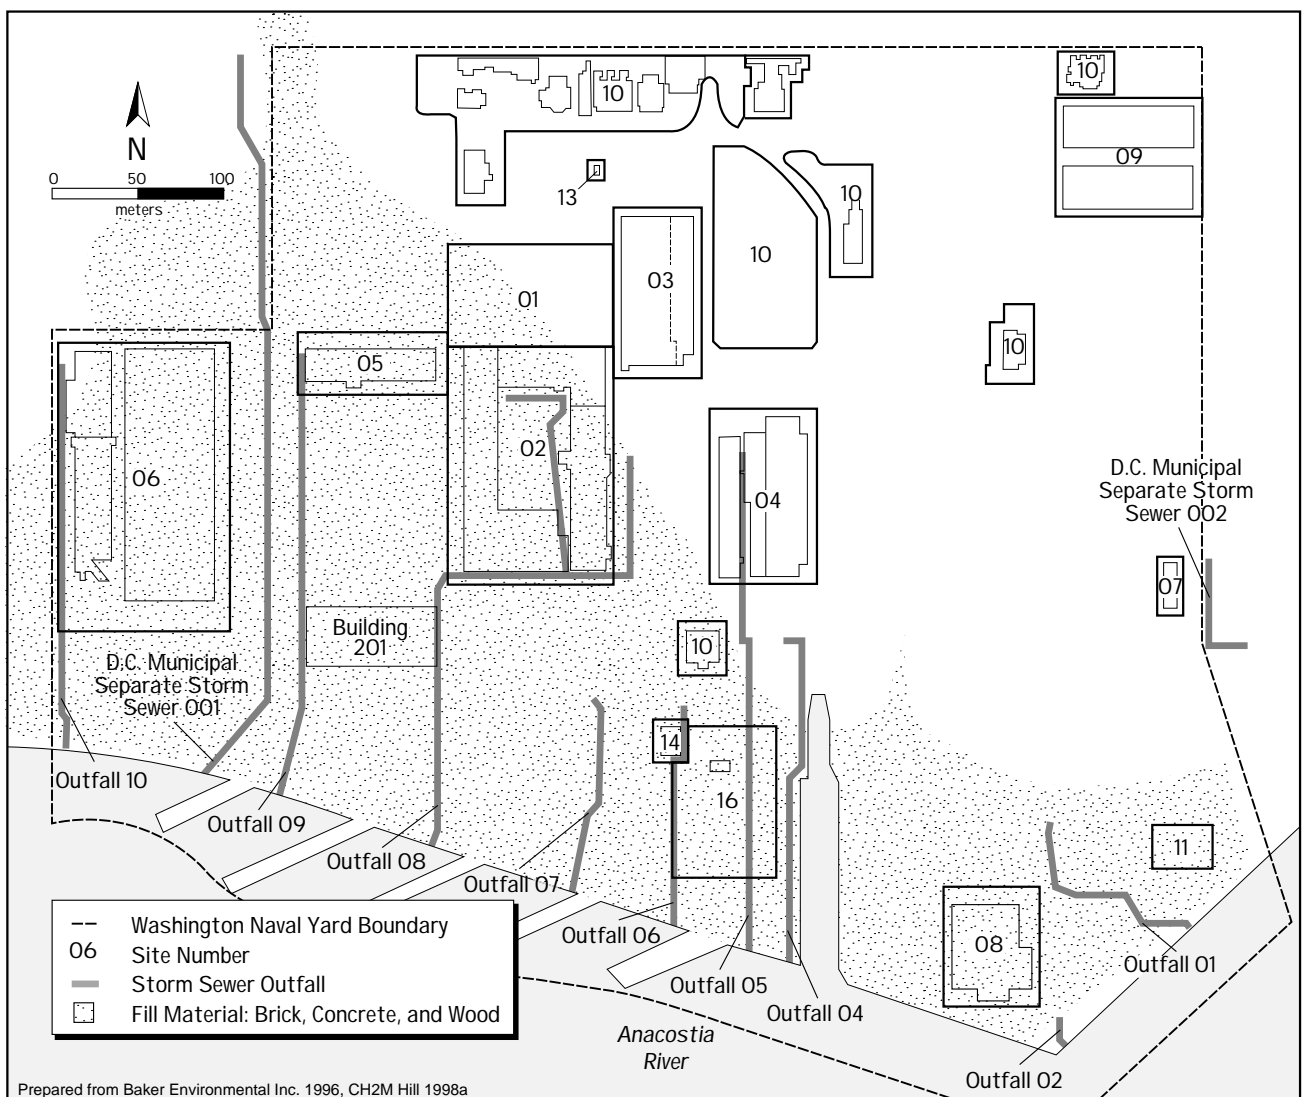 10
10
09
N
0 50 100
meters
13
10
10
03
01
05
10
02
06
04
D.C. Municipal
Separate Storm
Sewer 002
07
Building
201
10
D.C. Municipal
Separate Storm
Sewer 001
14
16
Outfall 10
Outfall 09
Outfall 08
Outfall 07
11
Outfall 06
08
Outfall 01
Outfall 05
Outfall 04
Outfall 02
Anacostia
River
Washington Naval Yard Boundary
06 Site Number
Storm Sewer Outfall
Fill Material: Brick, Concrete, and Wood
Prepared from Baker Environmental Inc. 1996, CH2M Hill 1998a